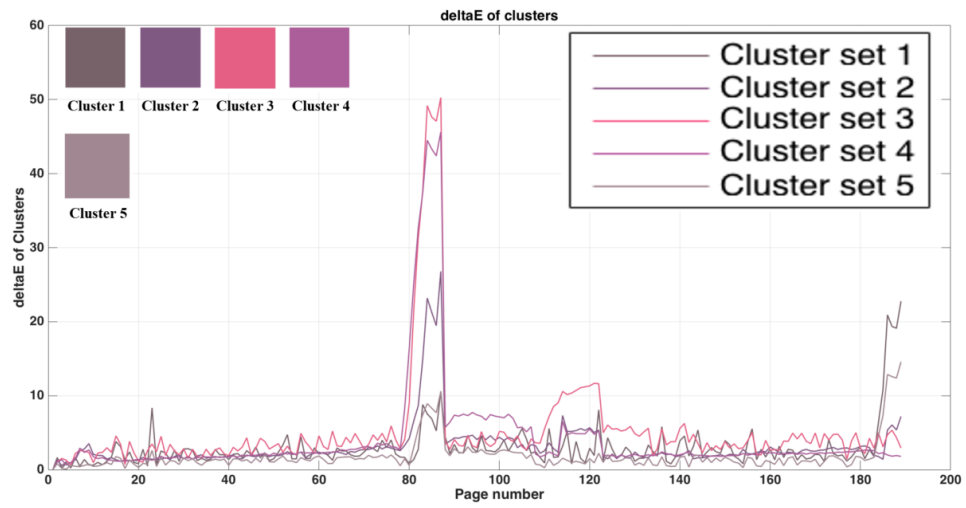 deltaE of clusters
60
50
40
30
20
10
0
deltaE of Clusters
Cluster 1 Cluster 2 Cluster 3 Cluster 4
Cluster 5
Cluster set 1
Cluster set 2
Cluster set 3
Cluster set 4
Cluster set 5
0 20 40 60 80 100 120 140 160 180 200
Page number